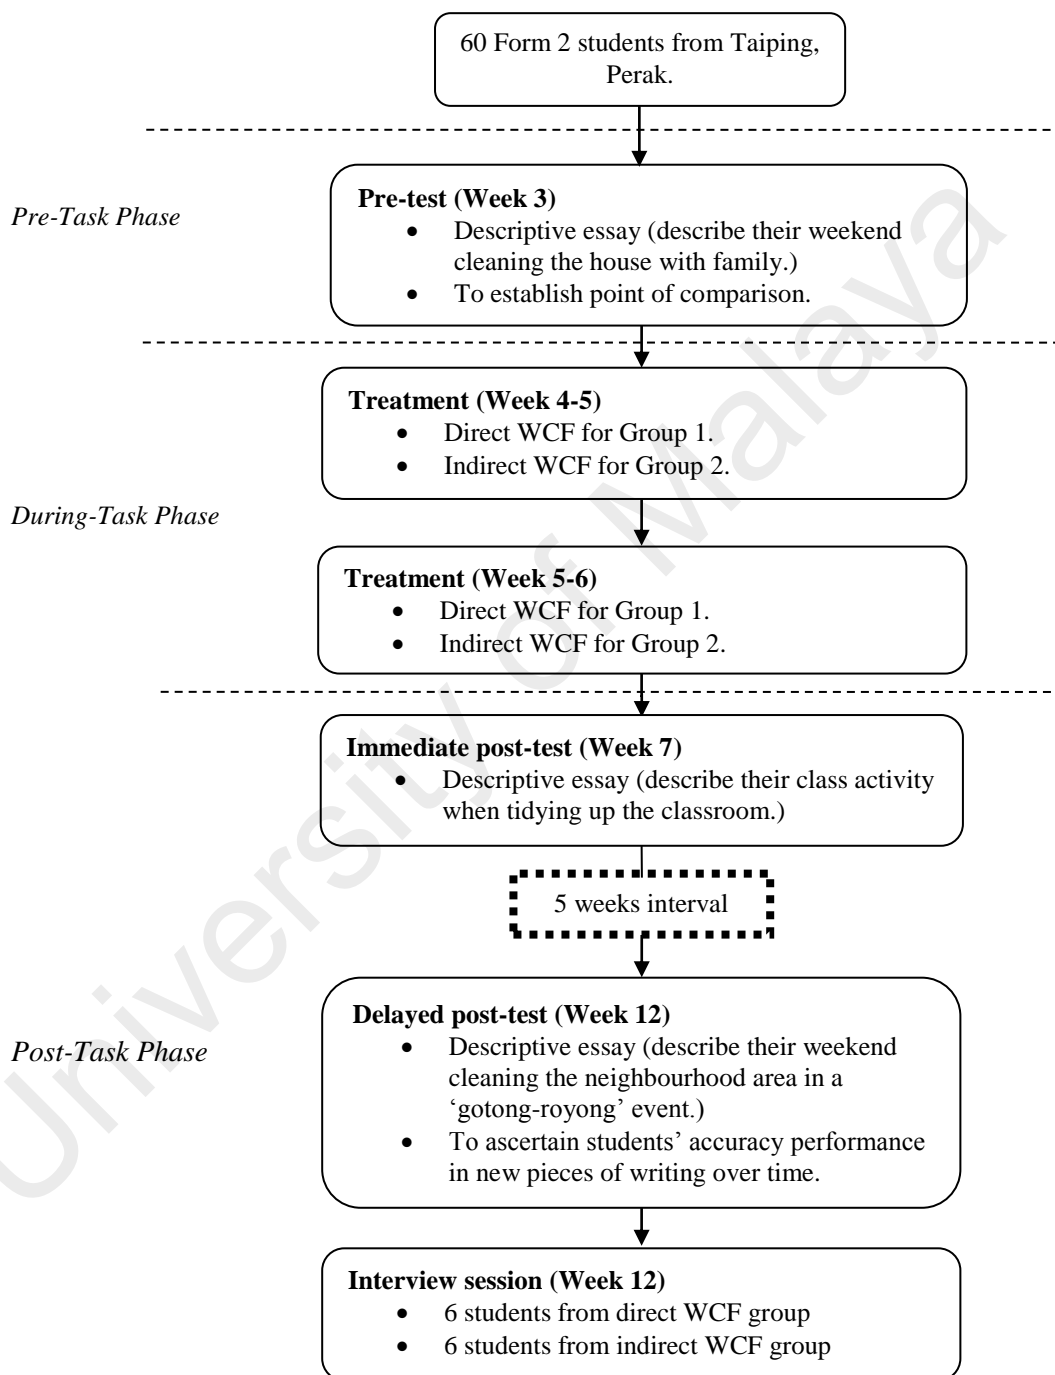 60 Form 2 students from Taiping,
Perak.
Pre-Task Phase
Pre-test (Week 3)
• Descriptive essay (describe their weekend
cleaning the house with family.)
• To establish point of comparison.
Treatment (Week 4-5)
• Direct WCF for Group 1.
• Indirect WCF for Group 2.
During-Task Phase
Treatment (Week 5-6)
• Direct WCF for Group 1.
• Indirect WCF for Group 2.
Immediate post-test (Week 7)
• Descriptive essay (describe their class activity
when tidying up the classroom.)
5 weeks interval
Delayed post-test (Week 12)
• Descriptive essay (describe their weekend
cleaning the neighbourhood area in a
‘gotong-royong’ event.)
• To ascertain students’ accuracy performance
in new pieces of writing over time.
Post-Task Phase
Interview session (Week 12)
• 6 students from direct WCF group
• 6 students from indirect WCF group
University of Malaya